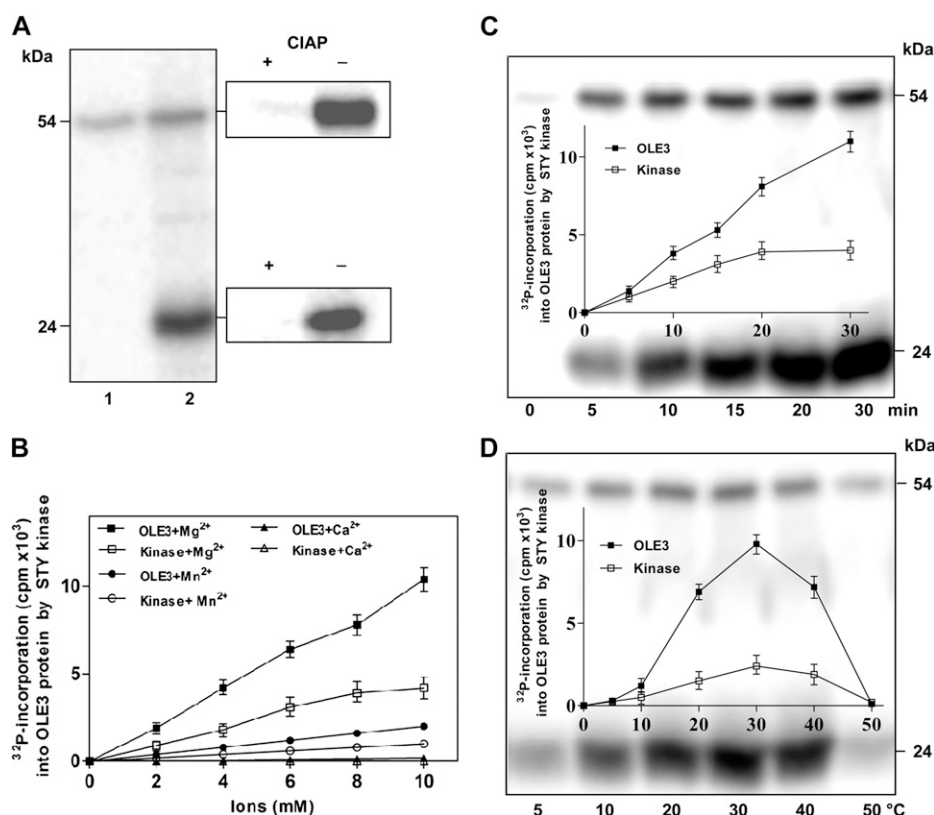 A
kDa
CIAP
+ –
54
+ –
24
1 2
B
³²P-incorporation (cpm x10³)
into OLE3 protein by STY kinase
OLE3+Mg²⁺
Kinase+Mg²⁺
OLE3+Mn²⁺
Kinase+ Mn²⁺
OLE3+Ca²⁺
Kinase+Ca²⁺
10
5
0
0 2 4 6 8 10
Ions (mM)
C
kDa
54
³²P-incorporation (cpm x10³)
into OLE3 protein by STY kinase
OLE3
Kinase
10
5
0
0 10 20 30
24
0 5 10 15 20 30 min
D
kDa
54
³²P-incorporation (cpm x10³)
into OLE3 protein by STY kinase
OLE3
Kinase
10
5
0
0 10 20 30 40 50
24
5 10 20 30 40 50 °C